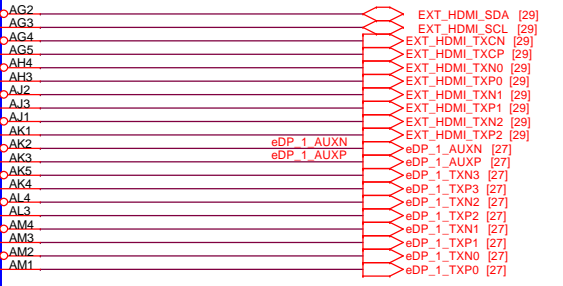 AG2 EXT_HDMI_SDA [29]
AG3 EXT_HDMI_SCL [29]
AG4 EXT_HDMI_TXCN [29]
AG5 EXT_HDMI_TXCP [29]
AH4 EXT_HDMI_TXN0 [29]
AH3 EXT_HDMI_TXP0 [29]
AJ2 EXT_HDMI_TXN1 [29]
AJ3 EXT_HDMI_TXP1 [29]
AJ1 EXT_HDMI_TXN2 [29]
AK1 EXT_HDMI_TXP2 [29]
AK2 eDP_1_AUXN eDP_1_AUXN [27]
AK3 eDP_1_AUXP eDP_1_AUXP [27]
AK5 eDP_1_TXN3 [27]
AK4 eDP_1_TXP3 [27]
AL4 eDP_1_TXN2 [27]
AL3 eDP_1_TXP2 [27]
AM4 eDP_1_TXN1 [27]
AM3 eDP_1_TXP1 [27]
AM2 eDP_1_TXN0 [27]
AM1 eDP_1_TXP0 [27]